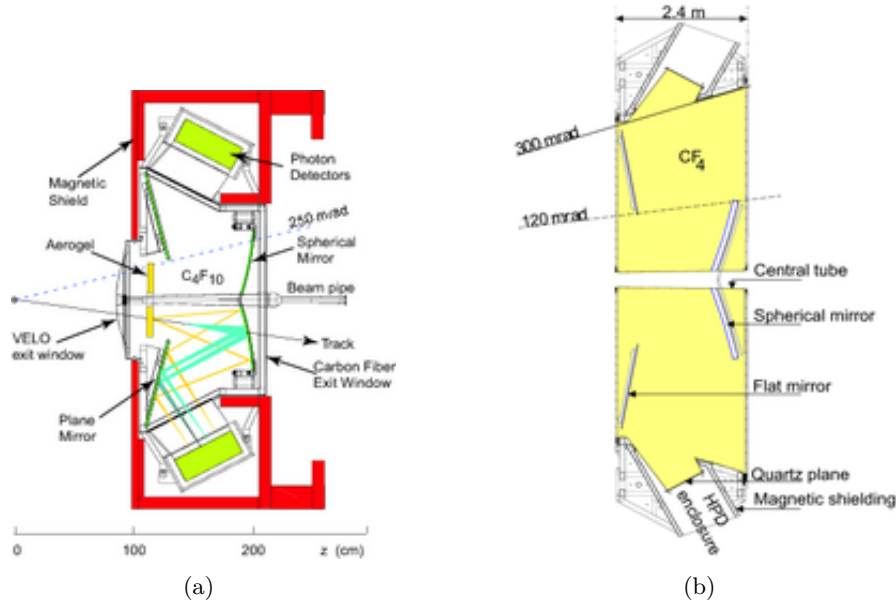 Magnetic
Shield
Aerogel
VELO
exit window
Plane
Mirror
Photon
Detectors
250 mrad
Spherical
Mirror
C4F10
Beam pipe
Track
Carbon Fiber
Exit Window
0
100
200
z (cm)
(a)
2.4 m
300 mrad
CF4
120 mrad
Central tube
Spherical mirror
Flat mirror
Quartz plane
Magnetic shielding
HPD
enclosure
(b)